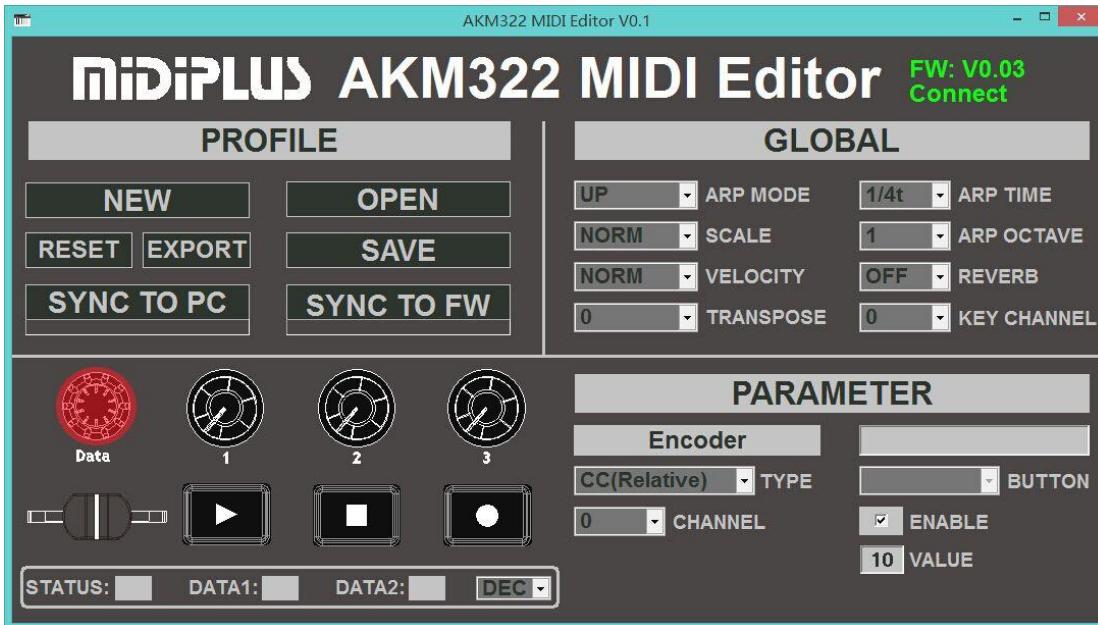 AKM322 MIDI Editor V0.1
MiDiPLUS AKM322 MIDI Editor
FW: V0.03
Connect
PROFILE
NEW
OPEN
RESET
EXPORT
SAVE
SYNC TO PC
SYNC TO FW
GLOBAL
UP ARP MODE
1/4t ARP TIME
NORM SCALE
1 ARP OCTAVE
NORM VELOCITY
OFF REVERB
0 TRANSPOSE
0 KEY CHANNEL
Data
1
2
3
STATUS: DATA1: DATA2: DEC
PARAMETER
Encoder
CC(Relative) TYPE
BUTTON
0 CHANNEL
ENABLE
10 VALUE